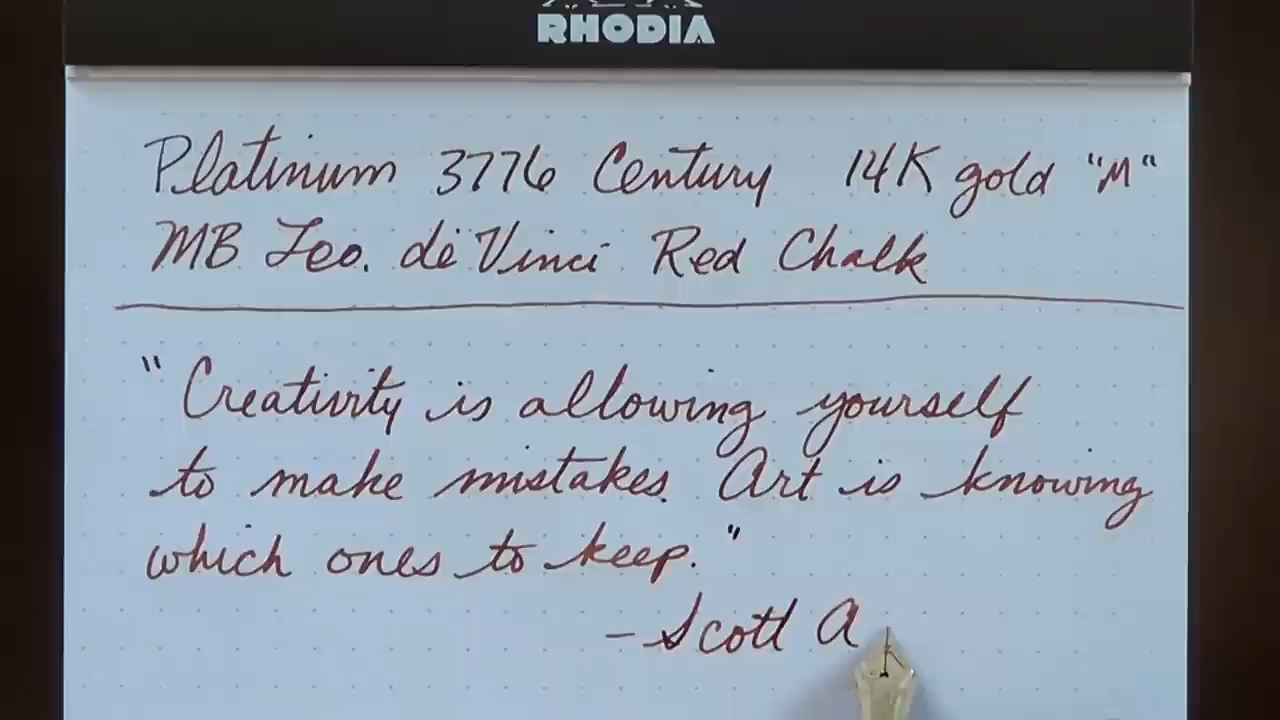 RHODIA
Platinum 3776 Century 14K gold "M"
MB Leo. de Vinci Red Chalk
"Creativity is allowing yourself
to make mistakes. Art is knowing
which ones to keep."
- Scott A